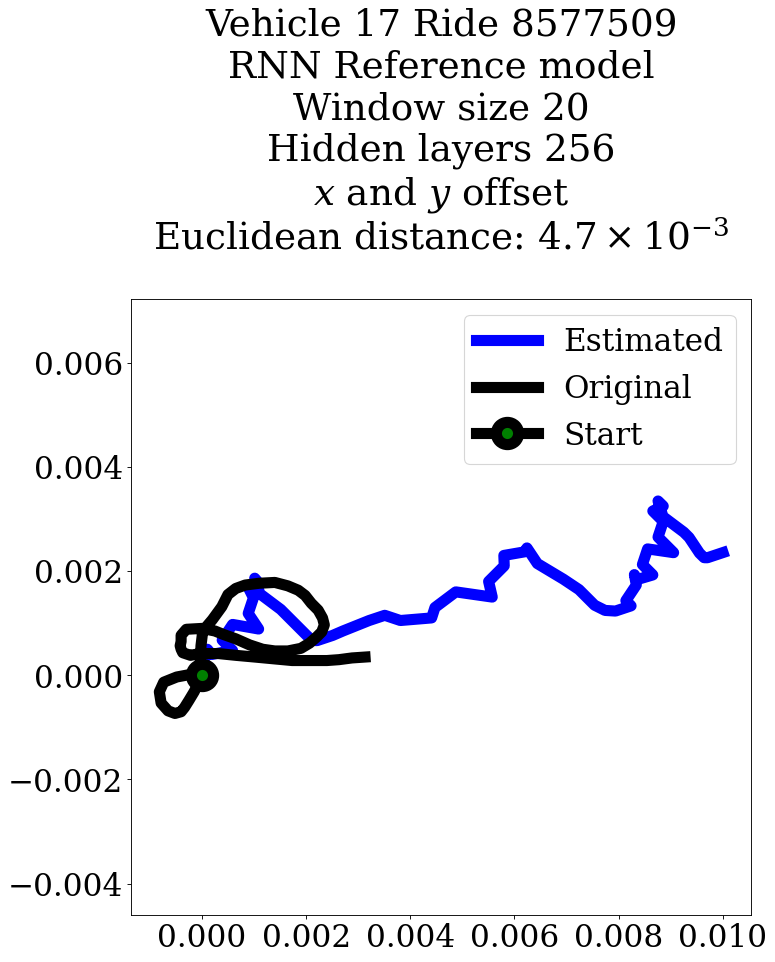 Vehicle 17 Ride 8577509
RNN Reference model
Window size 20
Hidden layers 256
x and y offset
Euclidean distance: 4.7 × 10⁻³
Estimated
Original
Start
0.006
0.004
0.002
0.000
−0.002
−0.004
0.000 0.002 0.004 0.006 0.008 0.010